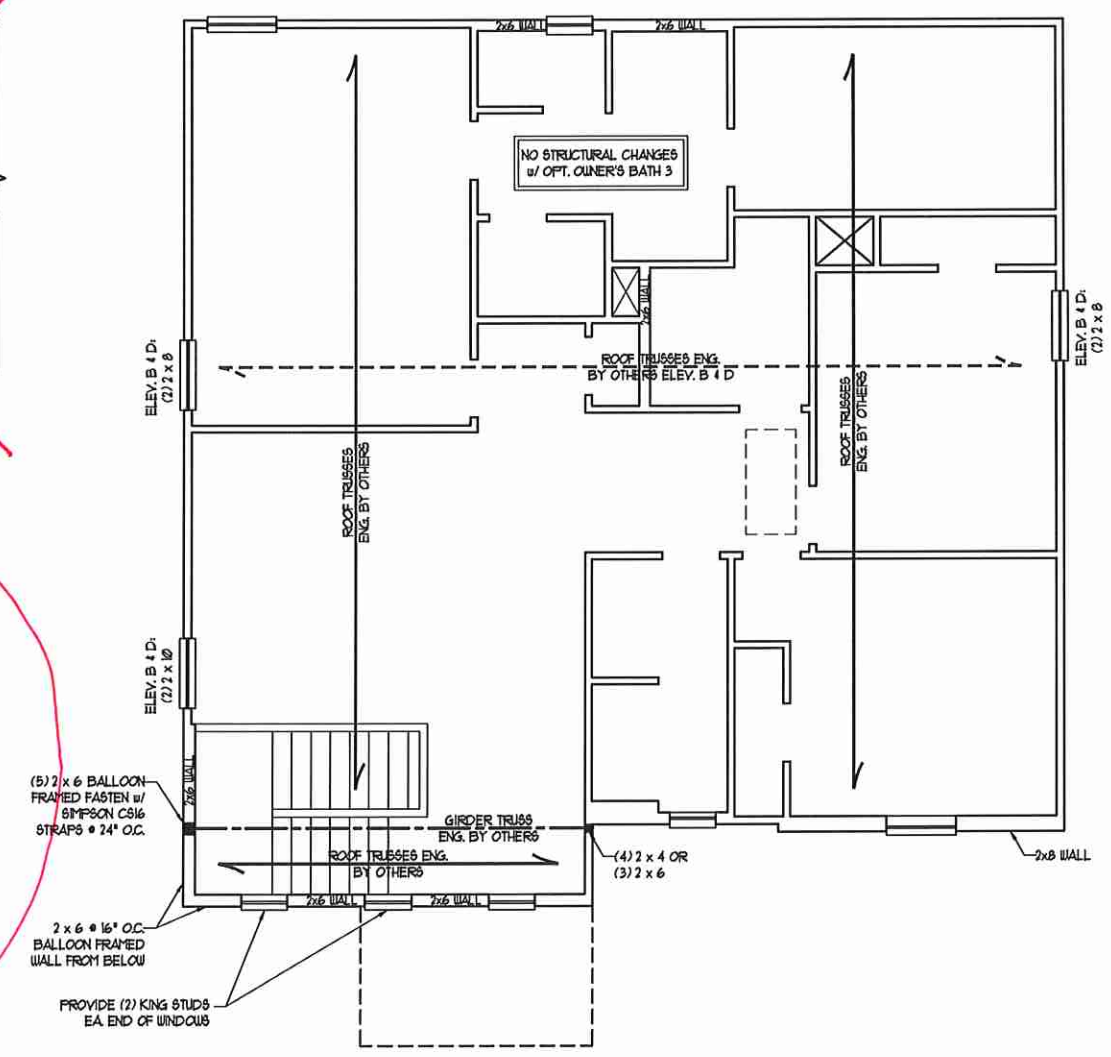 2x6 WALL
2x6 WALL
NO STRUCTURAL CHANGES
w/ OPT. OWNER'S BATH 3
2x6 WALL
ELEV. B & D:
(2) 2 x 8
ELEV. B & D:
(2) 2 x 8
ROOF TRUSSES ENG.
BY OTHERS ELEV. B & D
ROOF TRUSSES
ENG. BY OTHERS
ROOF TRUSSES
ENG. BY OTHERS
ELEV. B & D:
(2) 2 x 10
2x6 WALL
(5) 2 x 6 BALLOON
FRAMED FASTEN w/
SIMPSON CS16
STRAPS @ 24" O.C.
GIRDER TRUSS
ENG. BY OTHERS
ROOF TRUSSES ENG.
BY OTHERS
(4) 2 x 4 OR
(3) 2 x 6
2x8 WALL
2x6 WALL
2x6 WALL
2 x 6 @ 16" O.C.
BALLOON FRAMED
WALL FROM BELOW
PROVIDE (2) KING STUDS
EA. END OF WINDOWS